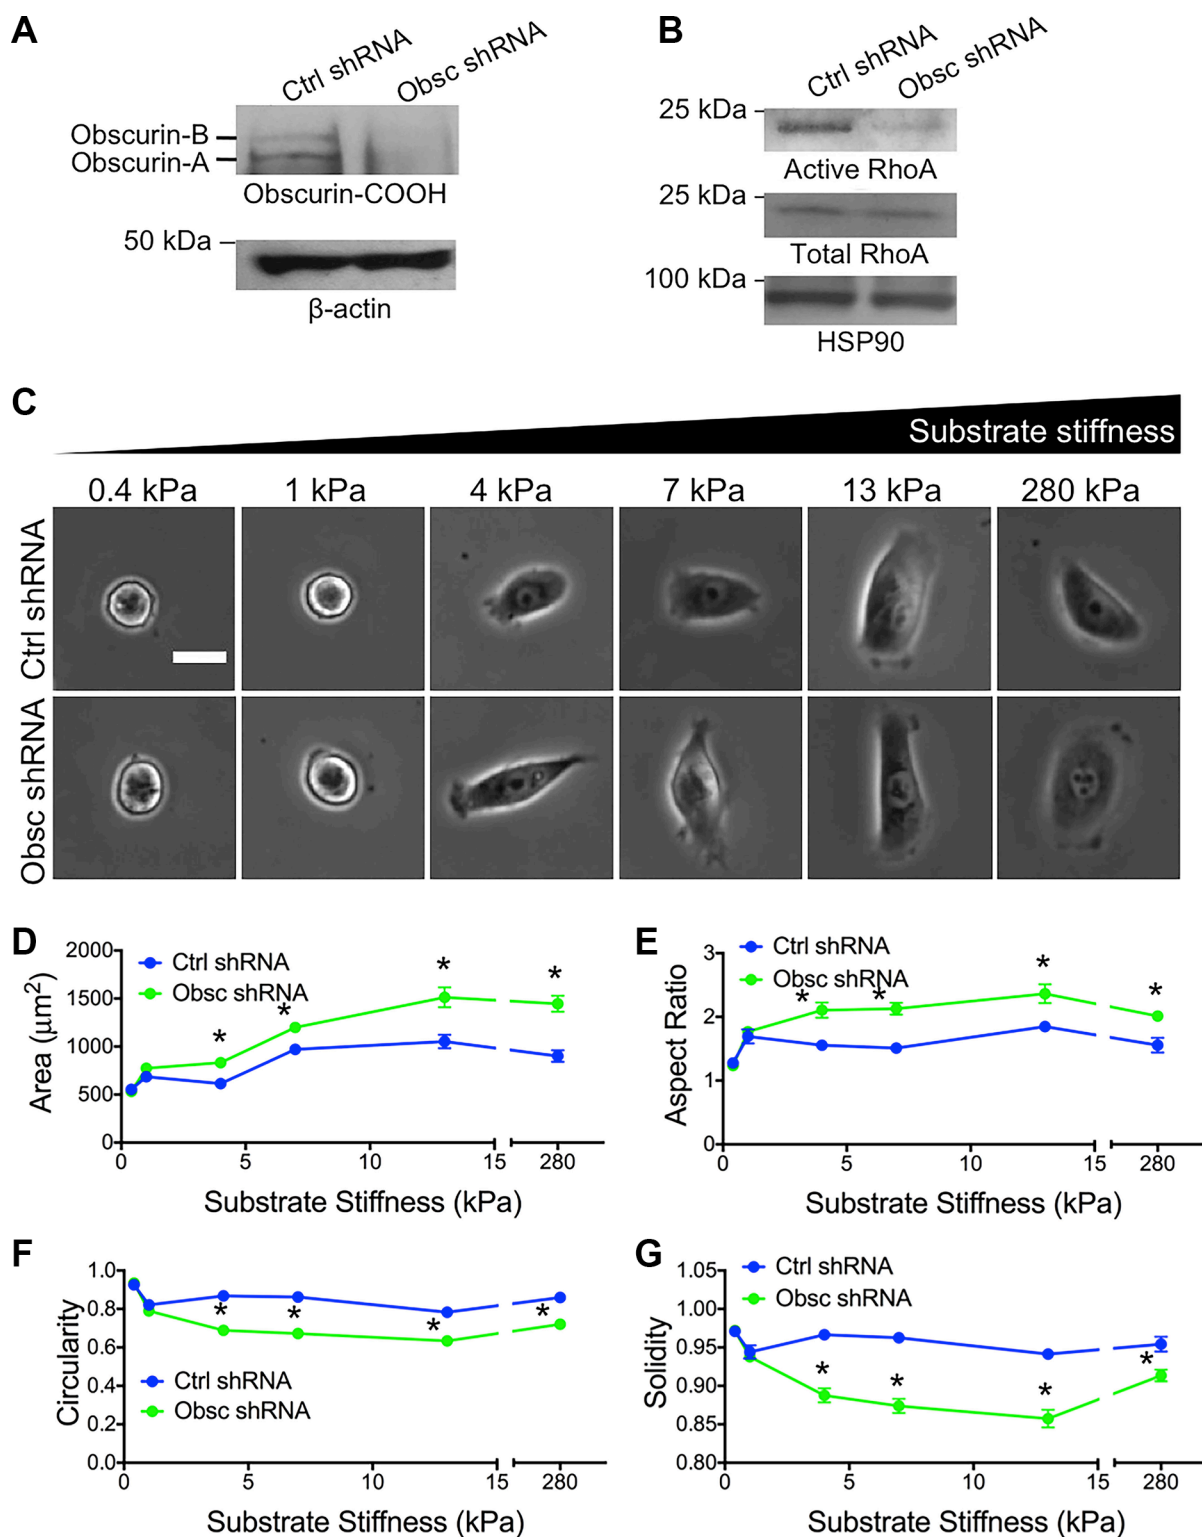 A
Ctrl shRNA
Obsc shRNA
Obscurin-B
Obscurin-A
Obscurin-COOH
50 kDa
β-actin
B
Ctrl shRNA
Obsc shRNA
25 kDa
Active RhoA
25 kDa
Total RhoA
100 kDa
HSP90
C
Substrate stiffness
0.4 kPa 1 kPa 4 kPa 7 kPa 13 kPa 280 kPa
Ctrl shRNA
Obsc shRNA
D
2000
1500
1000
500
0
Area (μm²)
Ctrl shRNA
Obsc shRNA
* * * *
0 5 10 15 280
Substrate Stiffness (kPa)
E
3
2
1
0
Aspect Ratio
Ctrl shRNA
Obsc shRNA
* * * *
0 5 10 15 280
Substrate Stiffness (kPa)
F
1.0
0.8
0.6
0.4
0.2
0.0
Circularity
* * * *
Ctrl shRNA
Obsc shRNA
0 5 10 15 280
Substrate Stiffness (kPa)
G
1.05
1.00
0.95
0.90
0.85
0.80
Solidity
Ctrl shRNA
Obsc shRNA
* * * *
0 5 10 15 280
Substrate Stiffness (kPa)